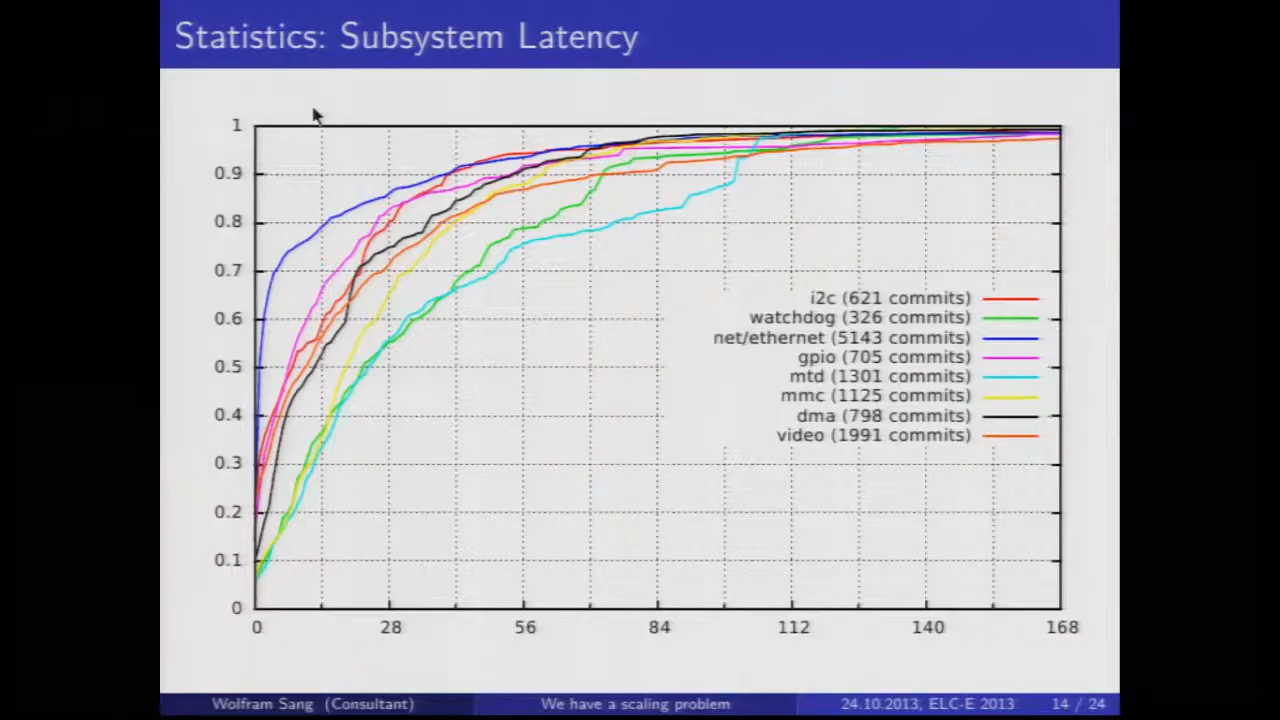 Statistics: Subsystem Latency
1
0.9
0.8
0.7
0.6
0.5
0.4
0.3
0.2
0.1
0
i2c (621 commits)
watchdog (326 commits)
net/ethernet (5143 commits)
gpio (705 commits)
mtd (1301 commits)
mmc (1125 commits)
dma (798 commits)
video (1991 commits)
0 28 56 84 112 140 168
Wolfram Sang (Consultant) We have a scaling problem 24.10.2013, ELC-E 2013 14 / 24